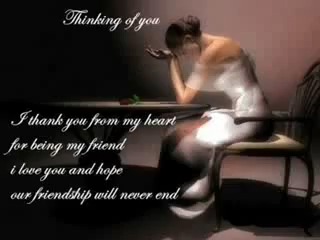 Thinking of you
I thank you from my heart
for being my friend
i love you and hope
our friendship will never end